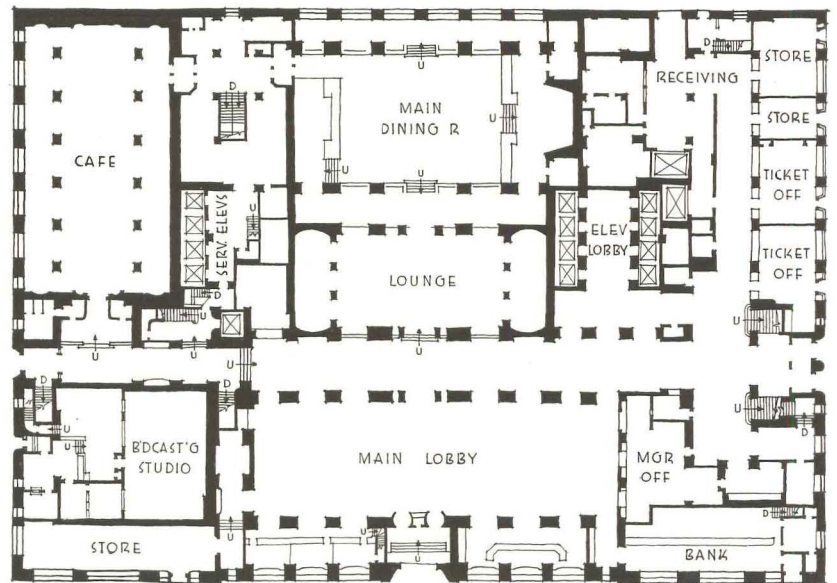 D
U
STORE
RECEIVING
D
MAIN
DINING R
U
STORE
CAFE
TICKET
OFF
U
U
U
SERV. ELEVS
ELEV
LOBBY
TICKET
OFF
LOUNGE
D
U
U
U
U
U
U
D
D
U
U
D
U
B'DCAST'G
STUDIO
MAIN LOBBY
MGR
OFF
D
U
U
STORE
U
BANK